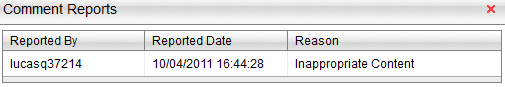 Comment Reports
Reported By Reported Date Reason
lucasq37214 10/04/2011 16:44:28 Inappropriate Content